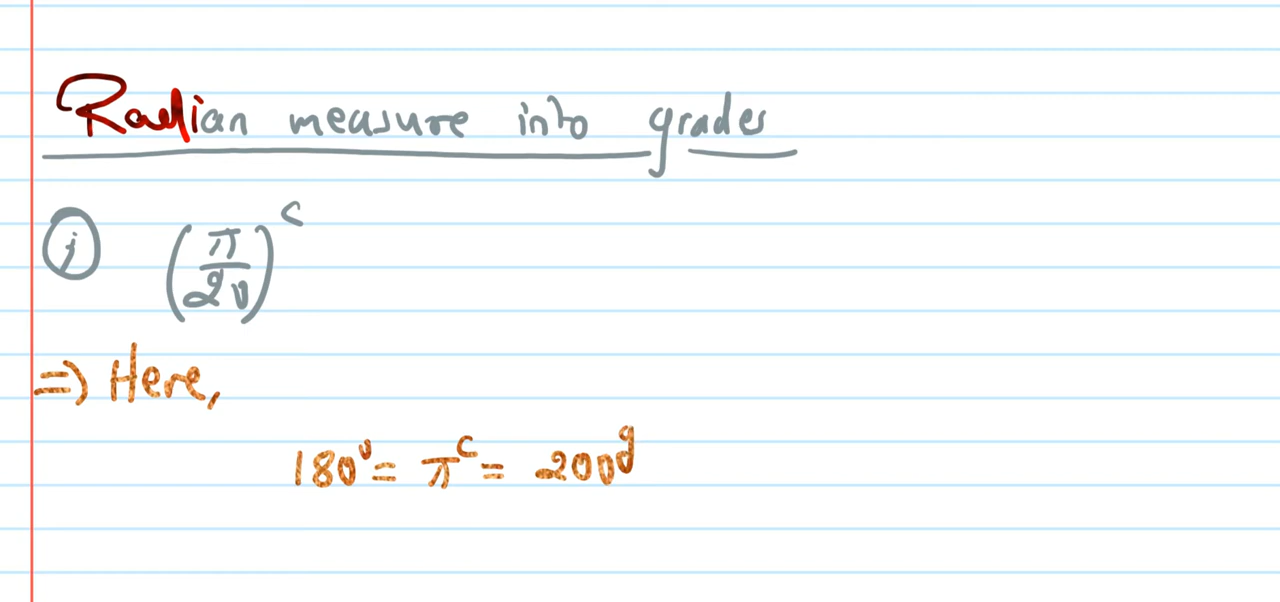 Radian measure into grades
i (π/20)^c
=> Here,
180° = π^c = 200^g